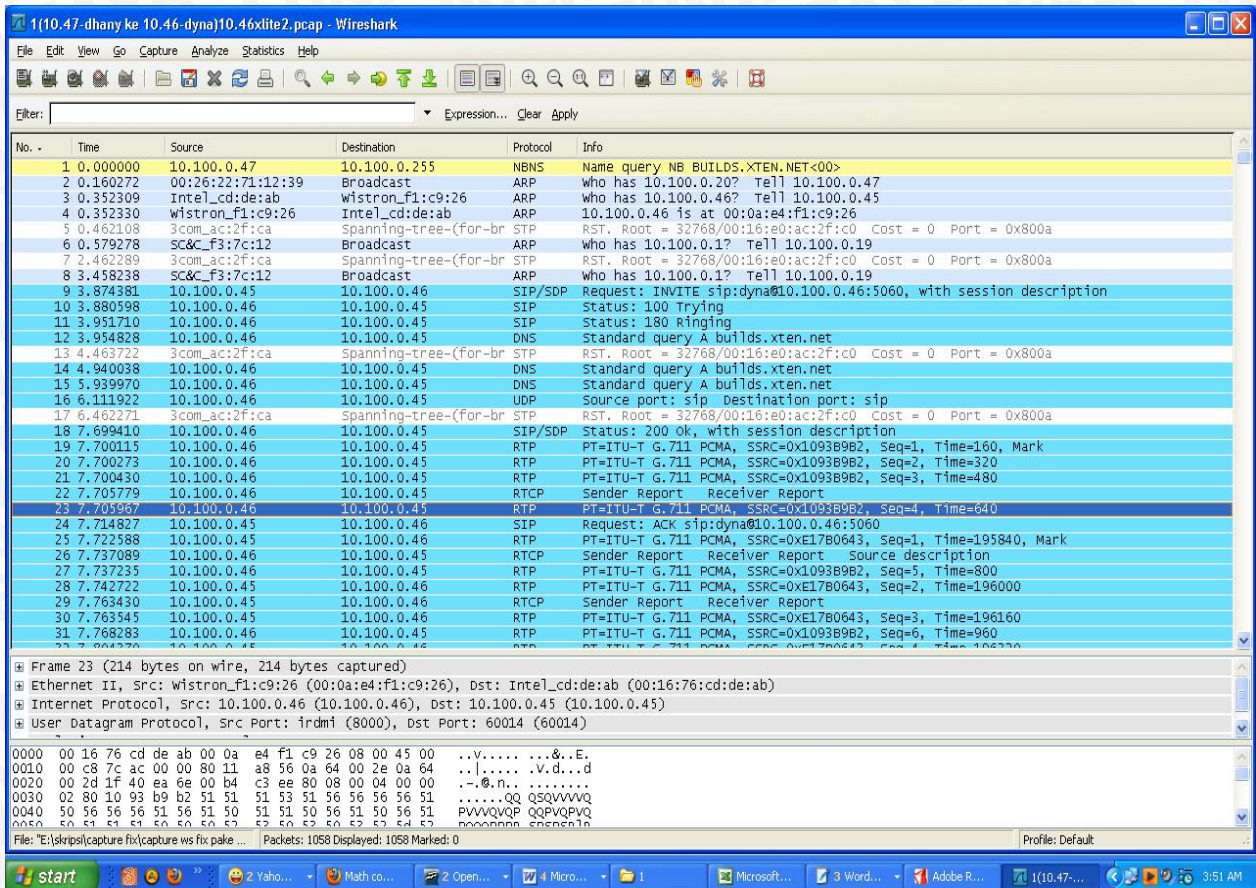 1(10.47-dhany ke 10.46-dyna)10.46xlite2.pcap - Wireshark
File Edit View Go Capture Analyze Statistics Help
Filter: Expression... Clear Apply
No. - Time Source Destination Protocol Info
1 0.000000 10.100.0.47 10.100.0.255 NBNS Name query NB BUILDS.XTEN.NET<00>
2 0.160272 00:26:22:71:12:39 Broadcast ARP Who has 10.100.0.20? Tell 10.100.0.47
3 0.352309 Intel_cd:de:ab Wistron_f1:c9:26 ARP Who has 10.100.0.46? Tell 10.100.0.45
4 0.352330 Wistron_f1:c9:26 Intel_cd:de:ab ARP 10.100.0.46 is at 00:0a:e4:f1:c9:26
5 0.462108 3com_ac:2f:ca Spanning-tree-(for-br STP RST. Root = 32768/00:16:e0:ac:2f:c0 Cost = 0 Port = 0x800a
6 0.579278 SC&C_f3:7c:12 Broadcast ARP Who has 10.100.0.1? Tell 10.100.0.19
7 2.462289 3com_ac:2f:ca Spanning-tree-(for-br STP RST. Root = 32768/00:16:e0:ac:2f:c0 Cost = 0 Port = 0x800a
8 3.458238 SC&C_f3:7c:12 Broadcast ARP Who has 10.100.0.1? Tell 10.100.0.19
9 3.874381 10.100.0.45 10.100.0.46 SIP/SDP Request: INVITE sip:dyna@10.100.0.46:5060, with session description
10 3.880598 10.100.0.46 10.100.0.45 SIP Status: 100 Trying
11 3.951710 10.100.0.46 10.100.0.45 SIP Status: 180 Ringing
12 3.954828 10.100.0.46 10.100.0.45 DNS Standard query A builds.xten.net
13 4.463722 3com_ac:2f:ca Spanning-tree-(for-br STP RST. Root = 32768/00:16:e0:ac:2f:c0 Cost = 0 Port = 0x800a
14 4.940038 10.100.0.46 10.100.0.45 DNS Standard query A builds.xten.net
15 5.939970 10.100.0.46 10.100.0.45 DNS Standard query A builds.xten.net
16 6.111922 10.100.0.46 10.100.0.45 UDP Source port: sip Destination port: sip
17 6.462271 3com_ac:2f:ca Spanning-tree-(for-br STP RST. Root = 32768/00:16:e0:ac:2f:c0 Cost = 0 Port = 0x800a
18 7.699410 10.100.0.46 10.100.0.45 SIP/SDP Status: 200 Ok, with session description
19 7.700115 10.100.0.46 10.100.0.45 RTP PT=ITU-T G.711 PCMA, SSRC=0x1093B9B2, Seq=1, Time=160, Mark
20 7.700273 10.100.0.46 10.100.0.45 RTP PT=ITU-T G.711 PCMA, SSRC=0x1093B9B2, Seq=2, Time=320
21 7.700430 10.100.0.46 10.100.0.45 RTP PT=ITU-T G.711 PCMA, SSRC=0x1093B9B2, Seq=3, Time=480
22 7.705779 10.100.0.46 10.100.0.45 RTCP Sender Report Receiver Report
23 7.705967 10.100.0.46 10.100.0.45 RTP PT=ITU-T G.711 PCMA, SSRC=0x1093B9B2, Seq=4, Time=640
24 7.714827 10.100.0.45 10.100.0.46 SIP Request: ACK sip:dyna@10.100.0.46:5060
25 7.722588 10.100.0.45 10.100.0.46 RTP PT=ITU-T G.711 PCMA, SSRC=0xE17B0643, Seq=1, Time=195840, Mark
26 7.737089 10.100.0.46 10.100.0.45 RTCP Sender Report Receiver Report Source description
27 7.737235 10.100.0.46 10.100.0.45 RTP PT=ITU-T G.711 PCMA, SSRC=0x1093B9B2, Seq=5, Time=800
28 7.742722 10.100.0.45 10.100.0.46 RTP PT=ITU-T G.711 PCMA, SSRC=0xE17B0643, Seq=2, Time=196000
29 7.763430 10.100.0.45 10.100.0.46 RTCP Sender Report Receiver Report
30 7.763545 10.100.0.45 10.100.0.46 RTP PT=ITU-T G.711 PCMA, SSRC=0xE17B0643, Seq=3, Time=196160
31 7.768283 10.100.0.46 10.100.0.45 RTP PT=ITU-T G.711 PCMA, SSRC=0x1093B9B2, Seq=6, Time=960
Frame 23 (214 bytes on wire, 214 bytes captured)
Ethernet II, Src: Wistron_f1:c9:26 (00:0a:e4:f1:c9:26), Dst: Intel_cd:de:ab (00:16:76:cd:de:ab)
Internet Protocol, Src: 10.100.0.46 (10.100.0.46), Dst: 10.100.0.45 (10.100.0.45)
User Datagram Protocol, Src Port: irdmi (8000), Dst Port: 60014 (60014)
0000 00 16 76 cd de ab 00 0a e4 f1 c9 26 08 00 45 00 ..v..... ...&..E.
0010 00 c8 7c ac 00 00 80 11 a8 56 0a 64 00 2e 0a 64 ..|..... .V.d...d
0020 00 2d 1f 40 ea 6e 00 b4 c3 ee 80 08 00 04 00 00 .-.@.n.. ........
0030 02 80 10 93 b9 b2 51 51 51 53 51 56 56 56 56 51 ......QQ QSQVVVVQ
0040 50 56 56 56 51 56 51 50 51 51 50 56 51 50 56 51 PVVVQVQP QQPVQPVQ
File: "E:\skripsi\capture fix\capture ws fix pake ... Packets: 1058 Displayed: 1058 Marked: 0 Profile: Default
start 2 Yaho... Math co... 2 Open... 4 Micro... 1 Microsoft... 3 Word... Adobe R... 1(10.47-... 3:51 AM